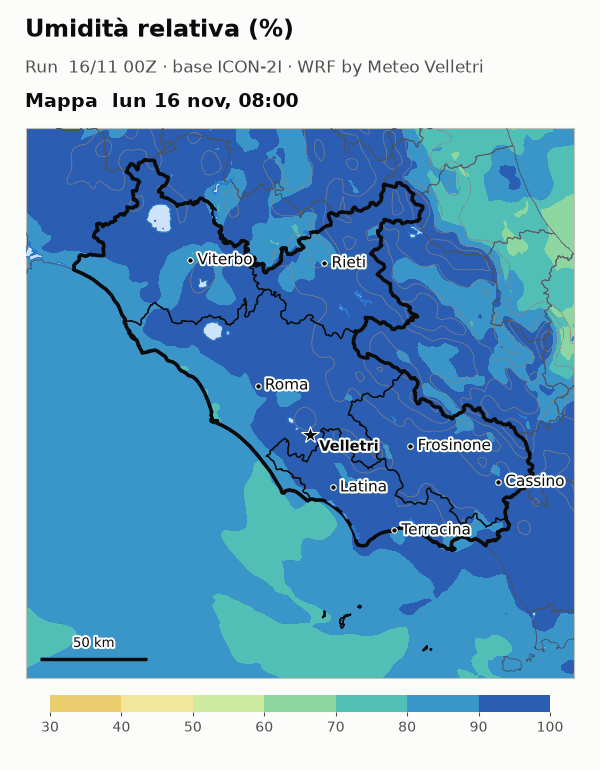 Umidità relativa (%)
Run  16/11 00Z · base ICON-2I · WRF by Meteo Velletri
Mappa  lun 16 nov, 08:00
Viterbo
Rieti
Roma
Velletri
Frosinone
Latina
Cassino
Terracina
50 km
30 40 50 60 70 80 90 100